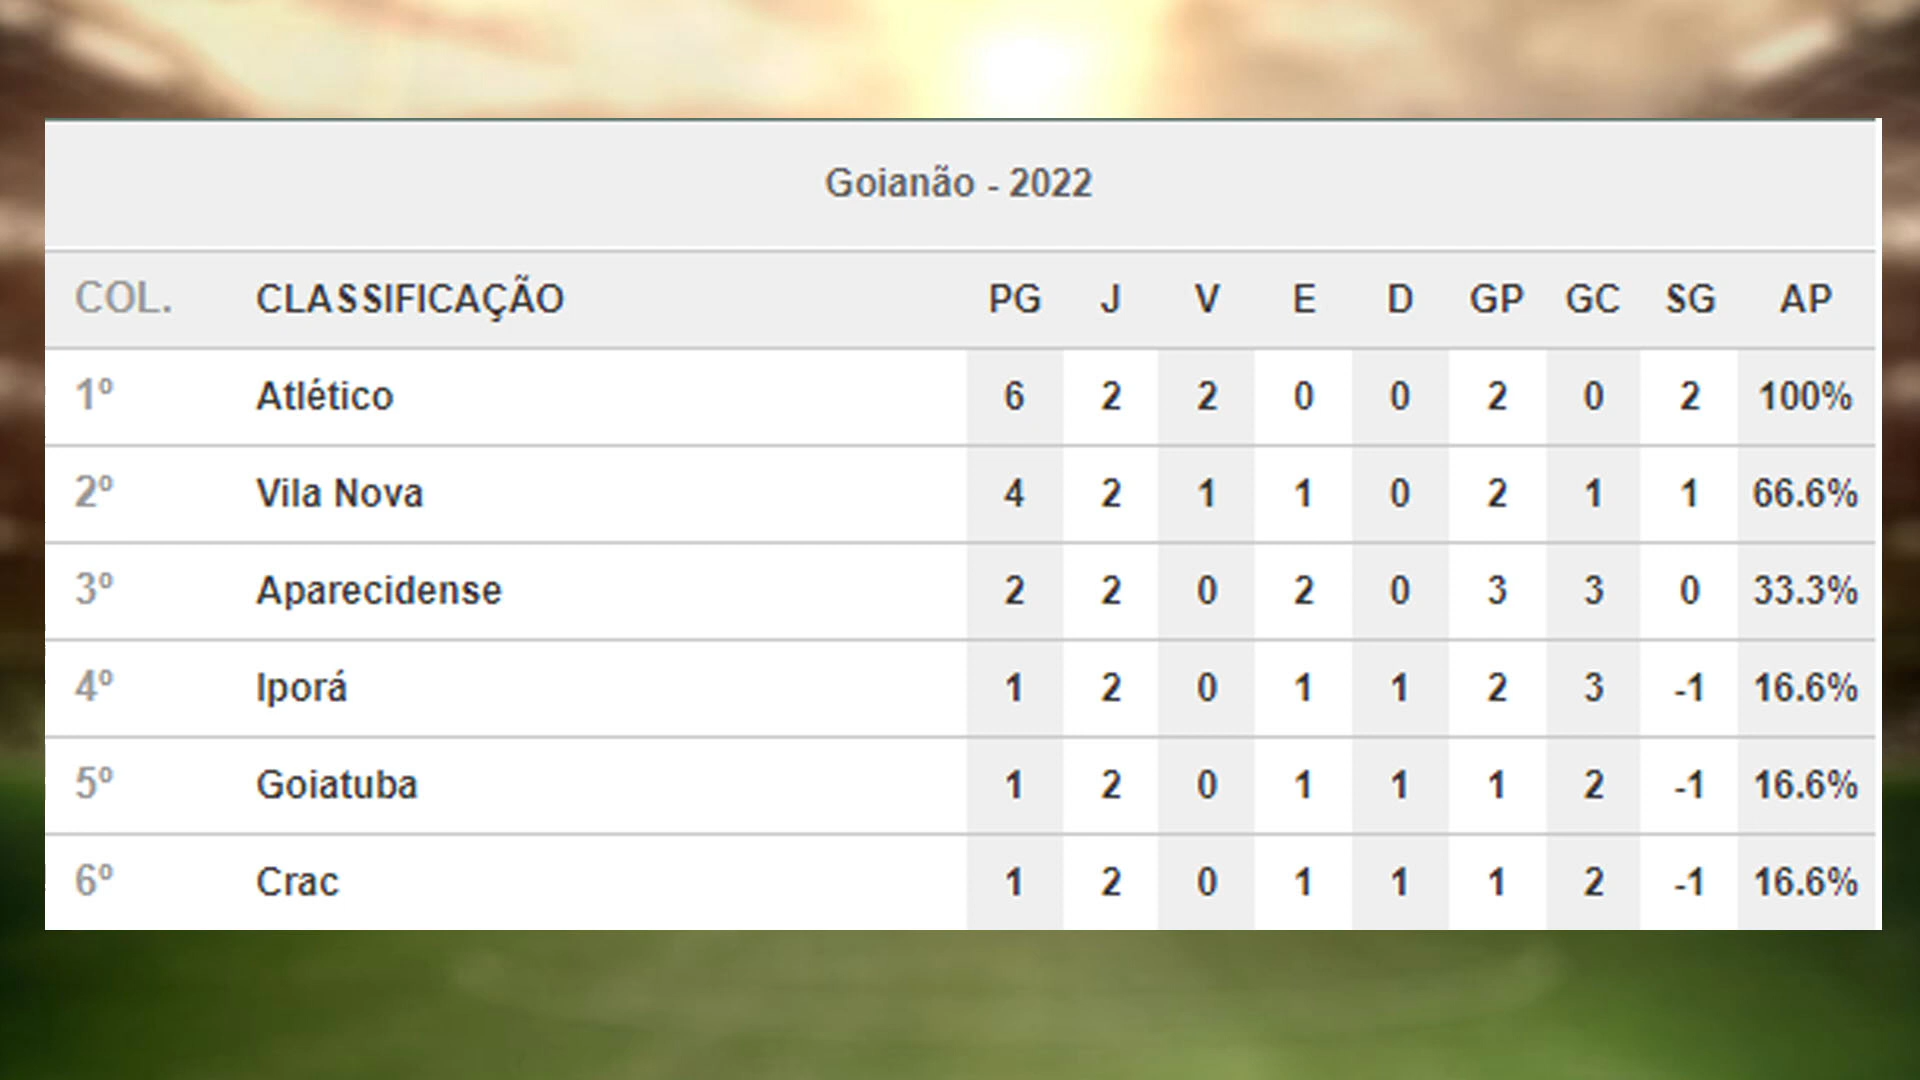 Goianão - 2022
COL. CLASSIFICAÇÃO PG J V E D GP GC SG AP
1º Atlético 6 2 2 0 0 2 0 2 100%
2º Vila Nova 4 2 1 1 0 2 1 1 66.6%
3º Aparecidense 2 2 0 2 0 3 3 0 33.3%
4º Iporá 1 2 0 1 1 2 3 -1 16.6%
5º Goiatuba 1 2 0 1 1 1 2 -1 16.6%
6º Crac 1 2 0 1 1 1 2 -1 16.6%